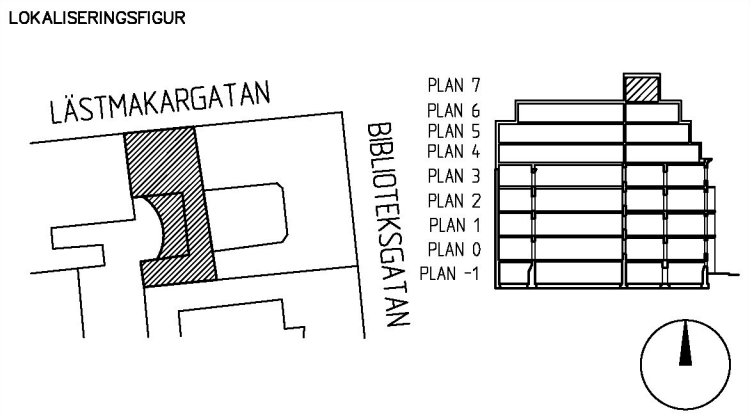 LOKALISERINGSFIGUR
LÄSTMAKARGATAN
BIBLIOTEKSGATAN
PLAN 7
PLAN 6
PLAN 5
PLAN 4
PLAN 3
PLAN 2
PLAN 1
PLAN 0
PLAN -1